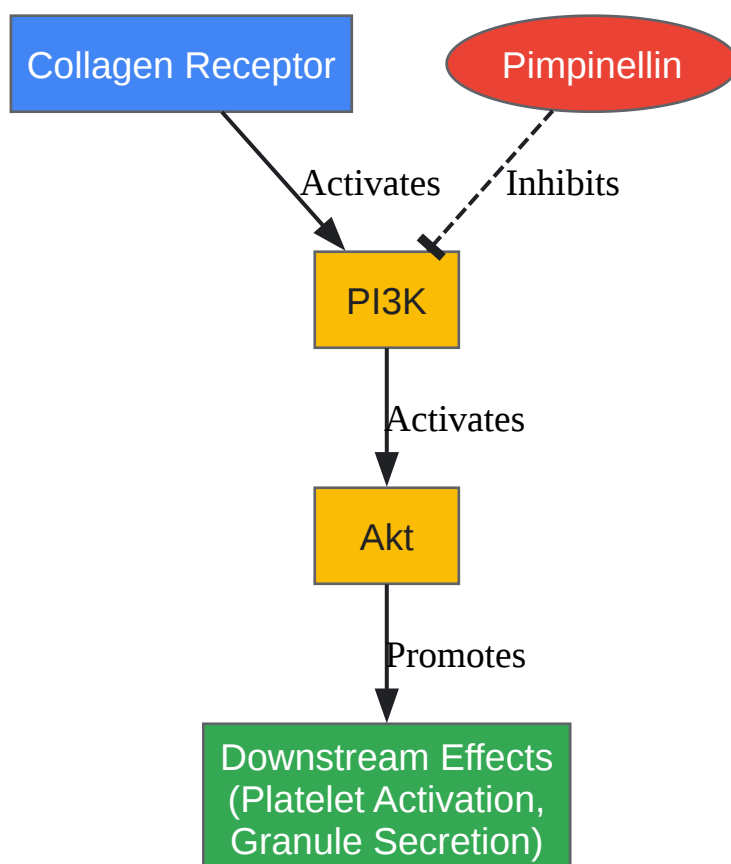 Collagen Receptor
Pimpinellin
Activates
Inhibits
PI3K
Activates
Akt
Promotes
Downstream Effects
(Platelet Activation,
Granule Secretion)